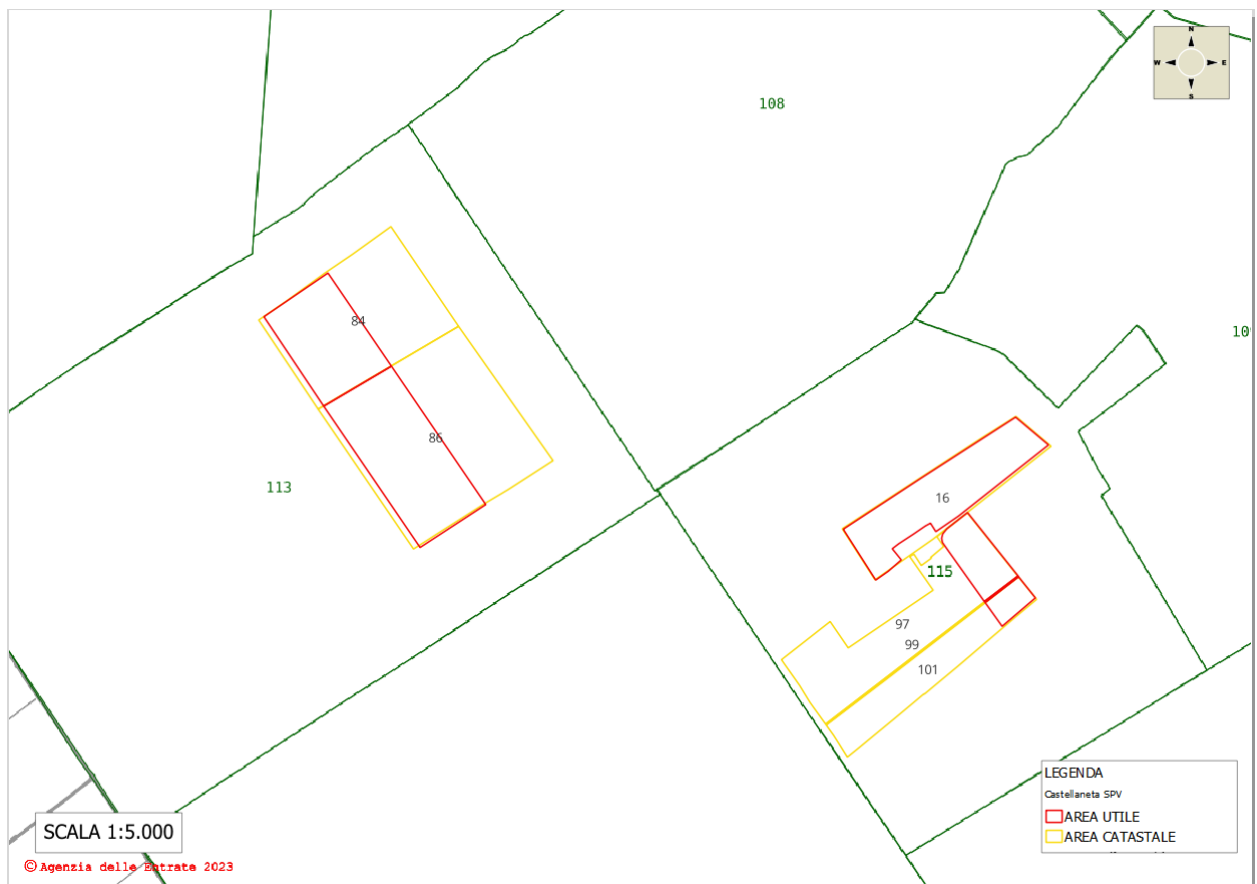 108
N
W E
S
84
10
86
113
16
115
97
99
101
LEGENDA
Castellaneta SPV
AREA UTILE
AREA CATASTALE
SCALA 1:5.000
© Agenzia delle Entrate 2023